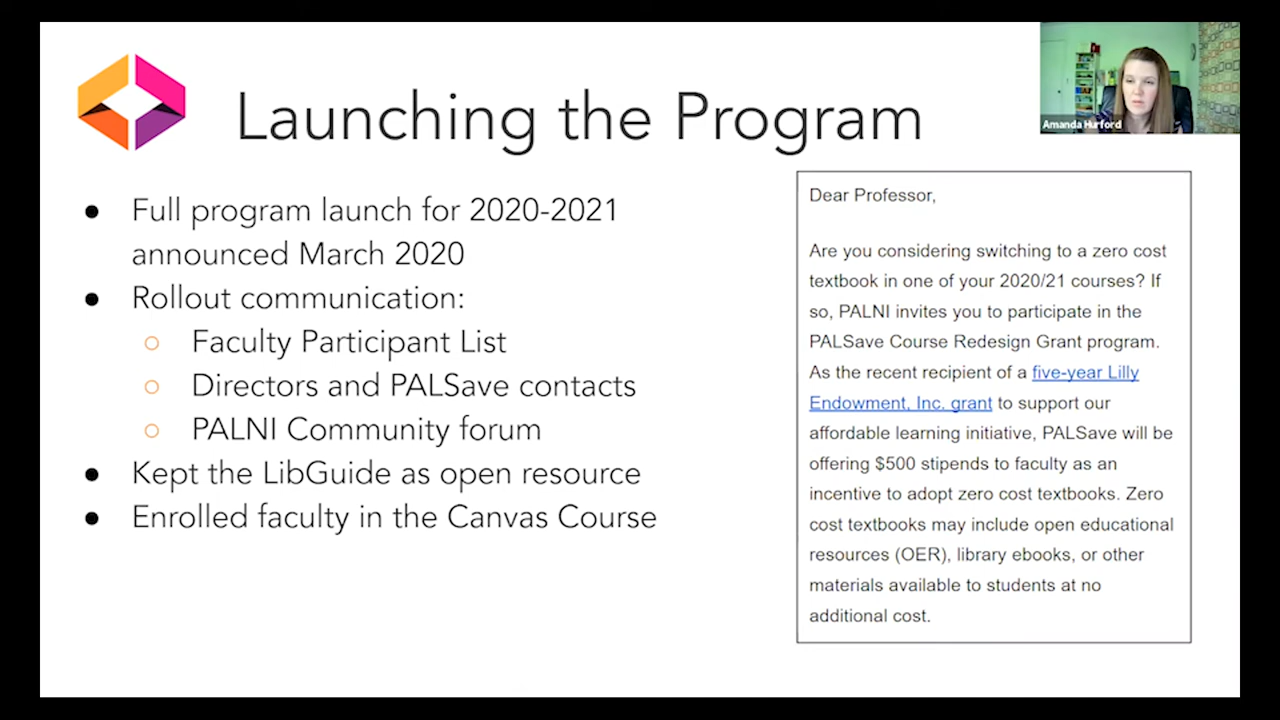 Launching the Program
Amanda Hurford
● Full program launch for 2020-2021
announced March 2020
● Rollout communication:
○ Faculty Participant List
○ Directors and PALSave contacts
○ PALNI Community forum
● Kept the LibGuide as open resource
● Enrolled faculty in the Canvas Course
Dear Professor,
Are you considering switching to a zero cost
textbook in one of your 2020/21 courses? If
so, PALNI invites you to participate in the
PALSave Course Redesign Grant program.
As the recent recipient of a five-year Lilly
Endowment, Inc. grant to support our
affordable learning initiative, PALSave will be
offering $500 stipends to faculty as an
incentive to adopt zero cost textbooks. Zero
cost textbooks may include open educational
resources (OER), library ebooks, or other
materials available to students at no
additional cost.